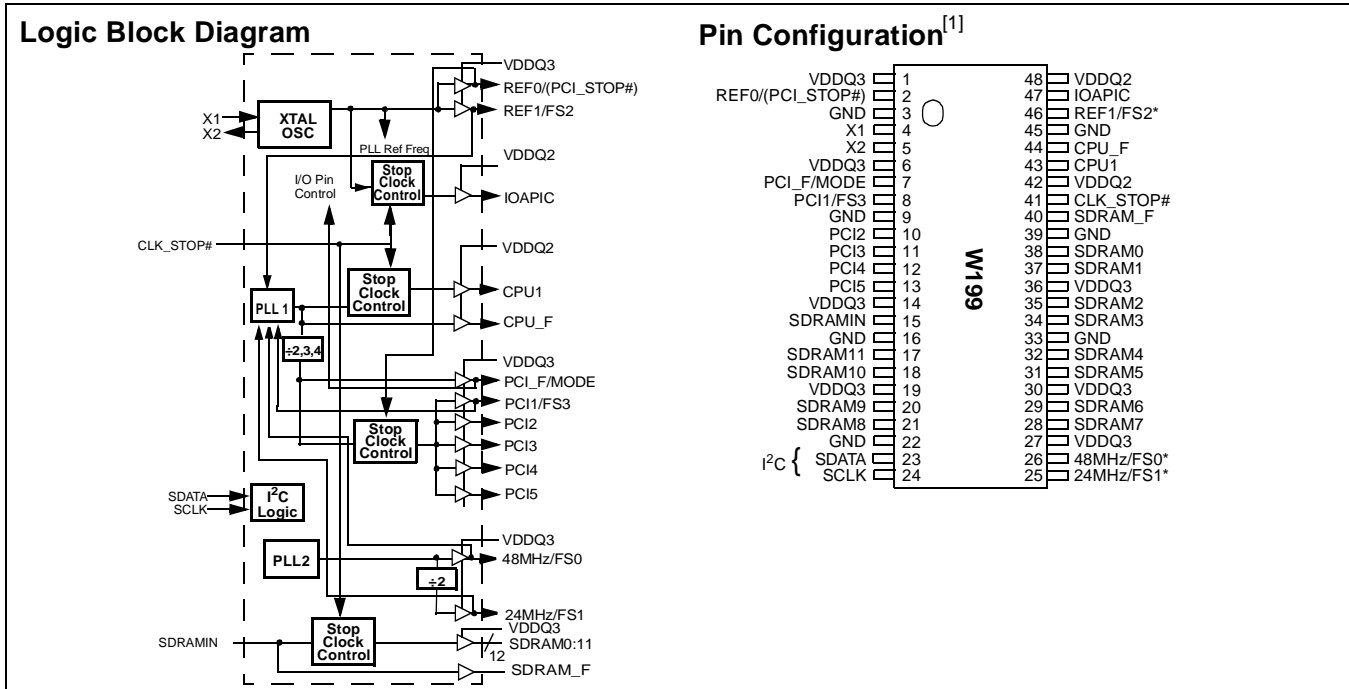 Logic Block Diagram
VDDQ3
REF0/(PCI_STOP#)
REF1/FS2
X1
X2
XTAL
OSC
PLL Ref Freq
VDDQ2
I/O Pin
Control
Stop
Clock
Control
IOAPIC
CLK_STOP#
VDDQ2
Stop
Clock
Control
CPU1
PLL 1
CPU_F
÷2,3,4
VDDQ3
PCI_F/MODE
PCI1/FS3
Stop
Clock
Control
PCI2
PCI3
PCI4
PCI5
SDATA
SCLK
I²C
Logic
VDDQ3
PLL2
48MHz/FS0
÷2
24MHz/FS1
VDDQ3
SDRAMIN
Stop
Clock
Control
SDRAM0:11
12
SDRAM_F
Pin Configuration[1]
VDDQ3 1
REF0/(PCI_STOP#) 2
GND 3
X1 4
X2 5
VDDQ3 6
PCI_F/MODE 7
PCI1/FS3 8
GND 9
PCI2 10
PCI3 11
PCI4 12
PCI5 13
VDDQ3 14
SDRAMIN 15
GND 16
SDRAM11 17
SDRAM10 18
VDDQ3 19
SDRAM9 20
SDRAM8 21
GND 22
I²C { SDATA 23
SCLK 24
W199
48 VDDQ2
47 IOAPIC
46 REF1/FS2*
45 GND
44 CPU_F
43 CPU1
42 VDDQ2
41 CLK_STOP#
40 SDRAM_F
39 GND
38 SDRAM0
37 SDRAM1
36 VDDQ3
35 SDRAM2
34 SDRAM3
33 GND
32 SDRAM4
31 SDRAM5
30 VDDQ3
29 SDRAM6
28 SDRAM7
27 VDDQ3
26 48MHz/FS0*
25 24MHz/FS1*